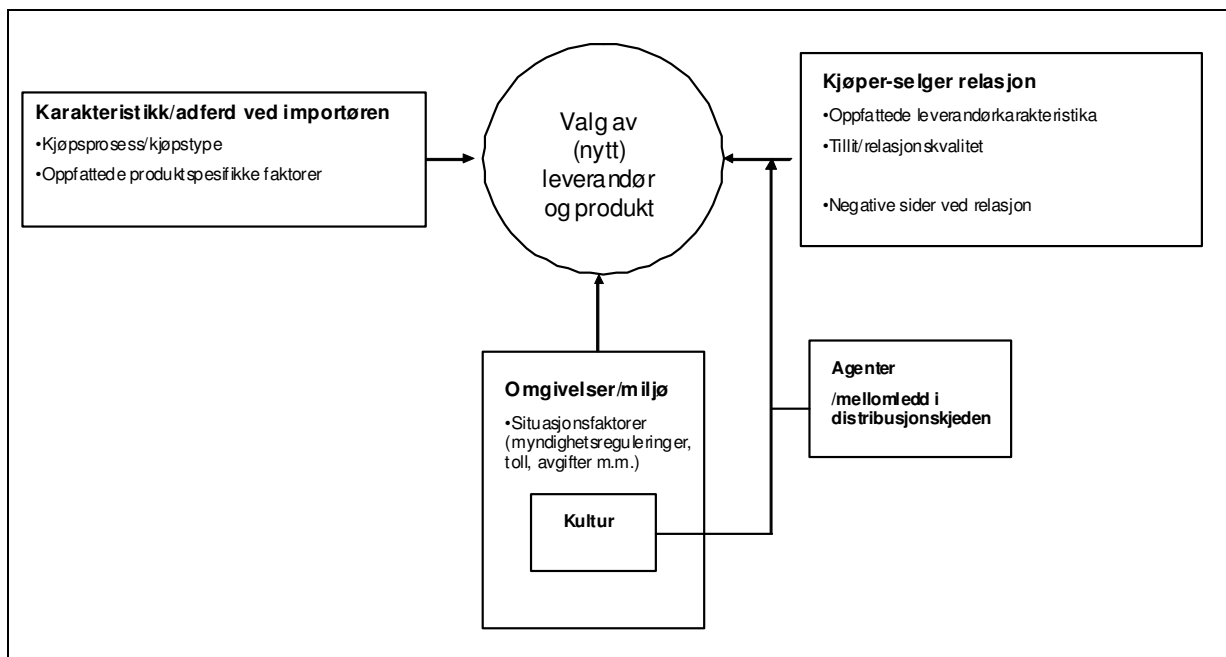 Karakteristikk/adferd ved importøren
•Kjøpsprosess/kjøpstype
•Oppfattede produktspesifikke faktorer
Valg av
(nytt)
leverandør
og produkt
Kjøper-selger relasjon
•Oppfattede leverandørkarakteristika
•Tillit/relasjonskvalitet
•Negative sider ved relasjon
Omgivelser/miljø
•Situasjonsfaktorer
(myndighetsreguleringer,
toll, avgifter m.m.)
Kultur
Agenter
/mellomledd i
distribusjonskjeden